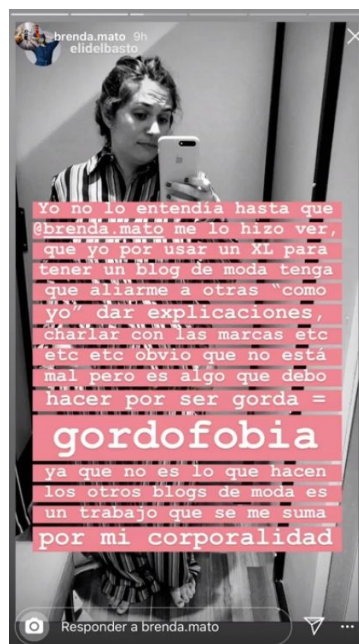 brenda.mato 9h
elidelbasto
Yo no lo entendía hasta que
@brenda.mato me lo hizo ver,
que yo por usar un XL para
tener un blog de moda tenga
que aliarme a otras "como
yo" dar explicaciones,
charlar con las marcas etc
etc etc obvio que no está
mal pero es algo que debo
hacer por ser gorda =
gordofobia
ya que no es lo que hacen
los otros blogs de moda es
un trabajo que se me suma
por mi corporalidad
Responder a brenda.mato